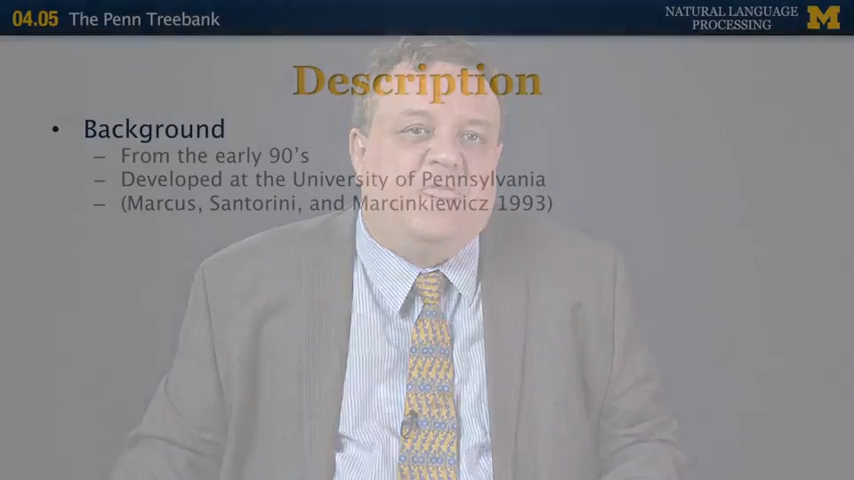 04.05 The Penn Treebank
NATURAL LANGUAGE
PROCESSING
M
Description
• Background
– From the early 90's
– Developed at the University of Pennsylvania
– (Marcus, Santorini, and Marcinkiewicz 1993)